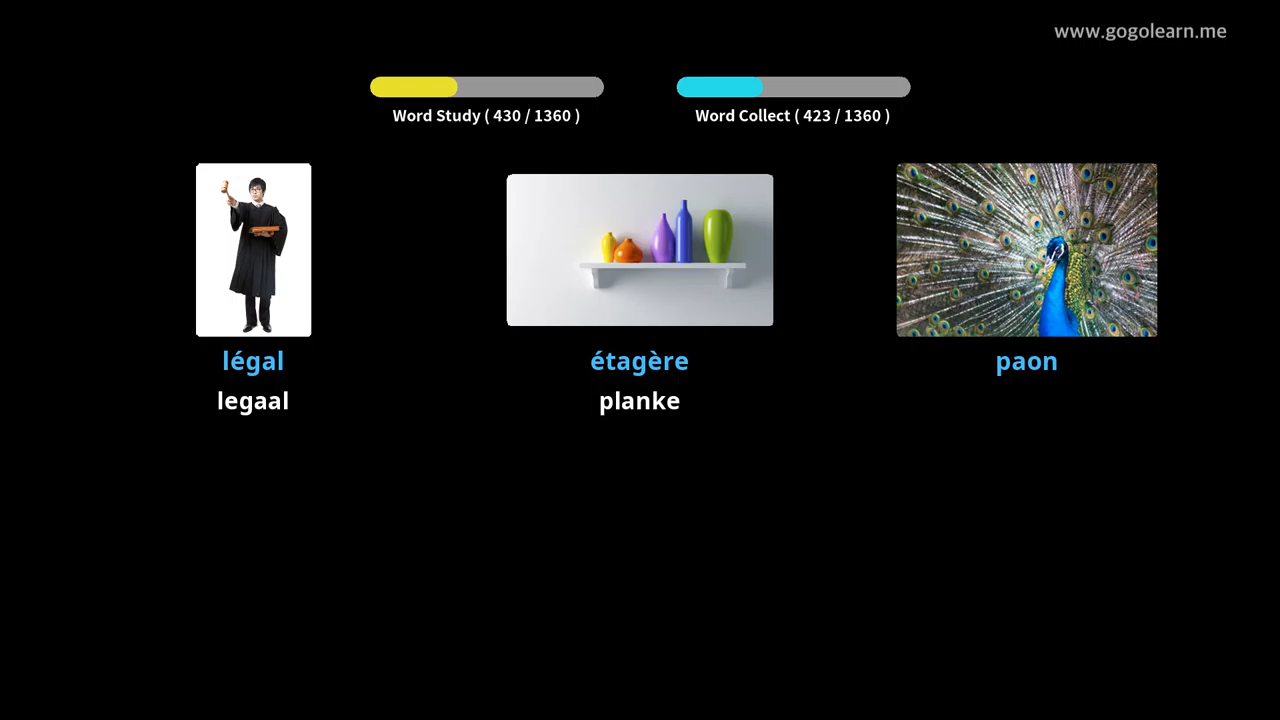 www.gogolearn.me
Word Study ( 430 / 1360 )
Word Collect ( 423 / 1360 )
légal
étagère
paon
legaal
planke